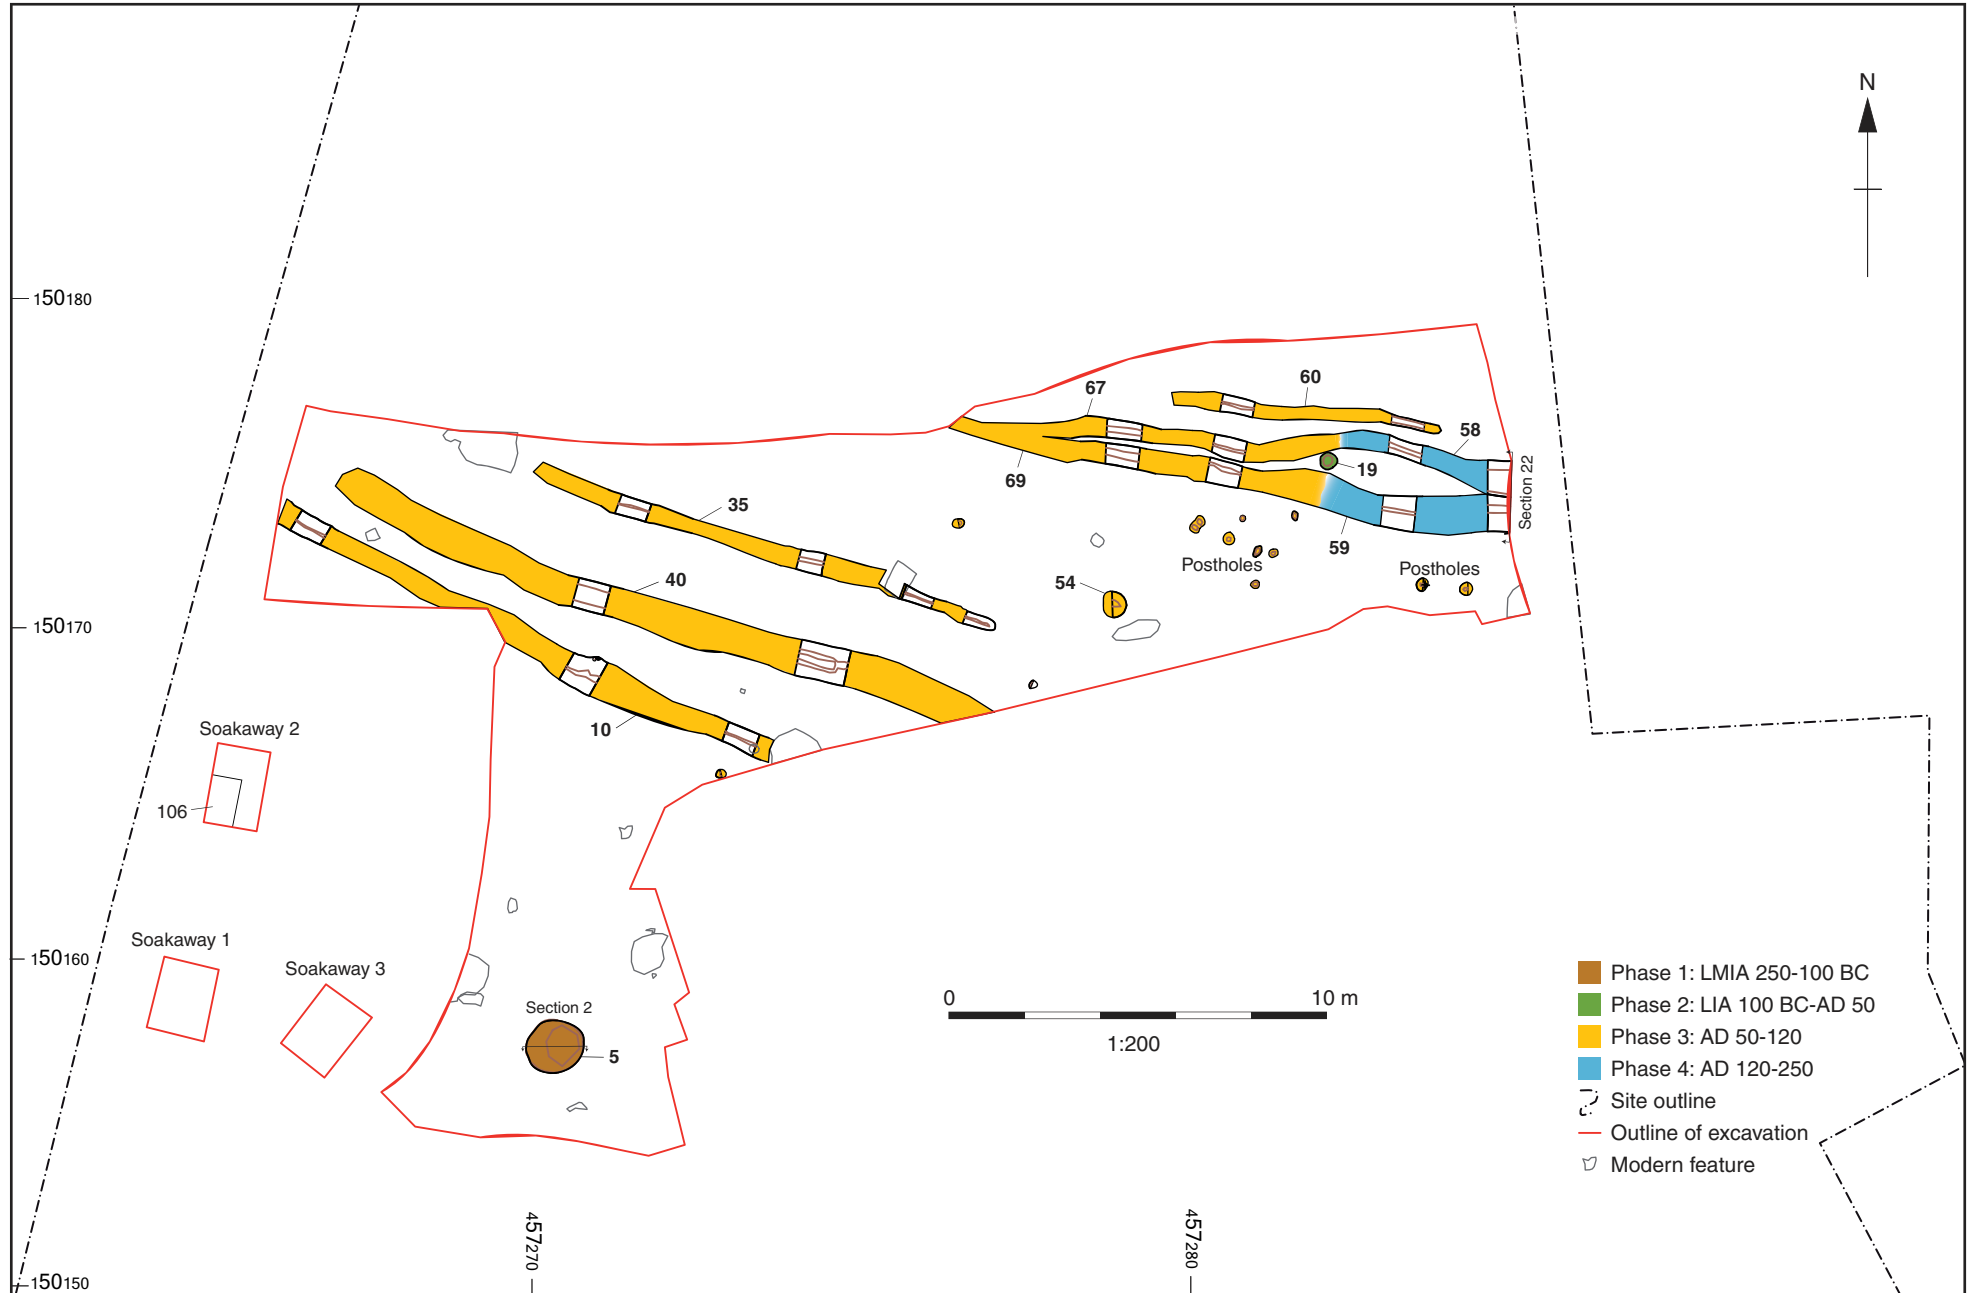 N
150180
67
60
58
35
69
19
Section 22
59
Postholes
Postholes
40
54
150170
10
Soakaway 2
106
Soakaway 1
150160
Soakaway 3
Section 2
5
0 10 m
1:200
Phase 1: LMIA 250-100 BC
Phase 2: LIA 100 BC-AD 50
Phase 3: AD 50-120
Phase 4: AD 120-250
Site outline
Outline of excavation
Modern feature
457270
457280
150150